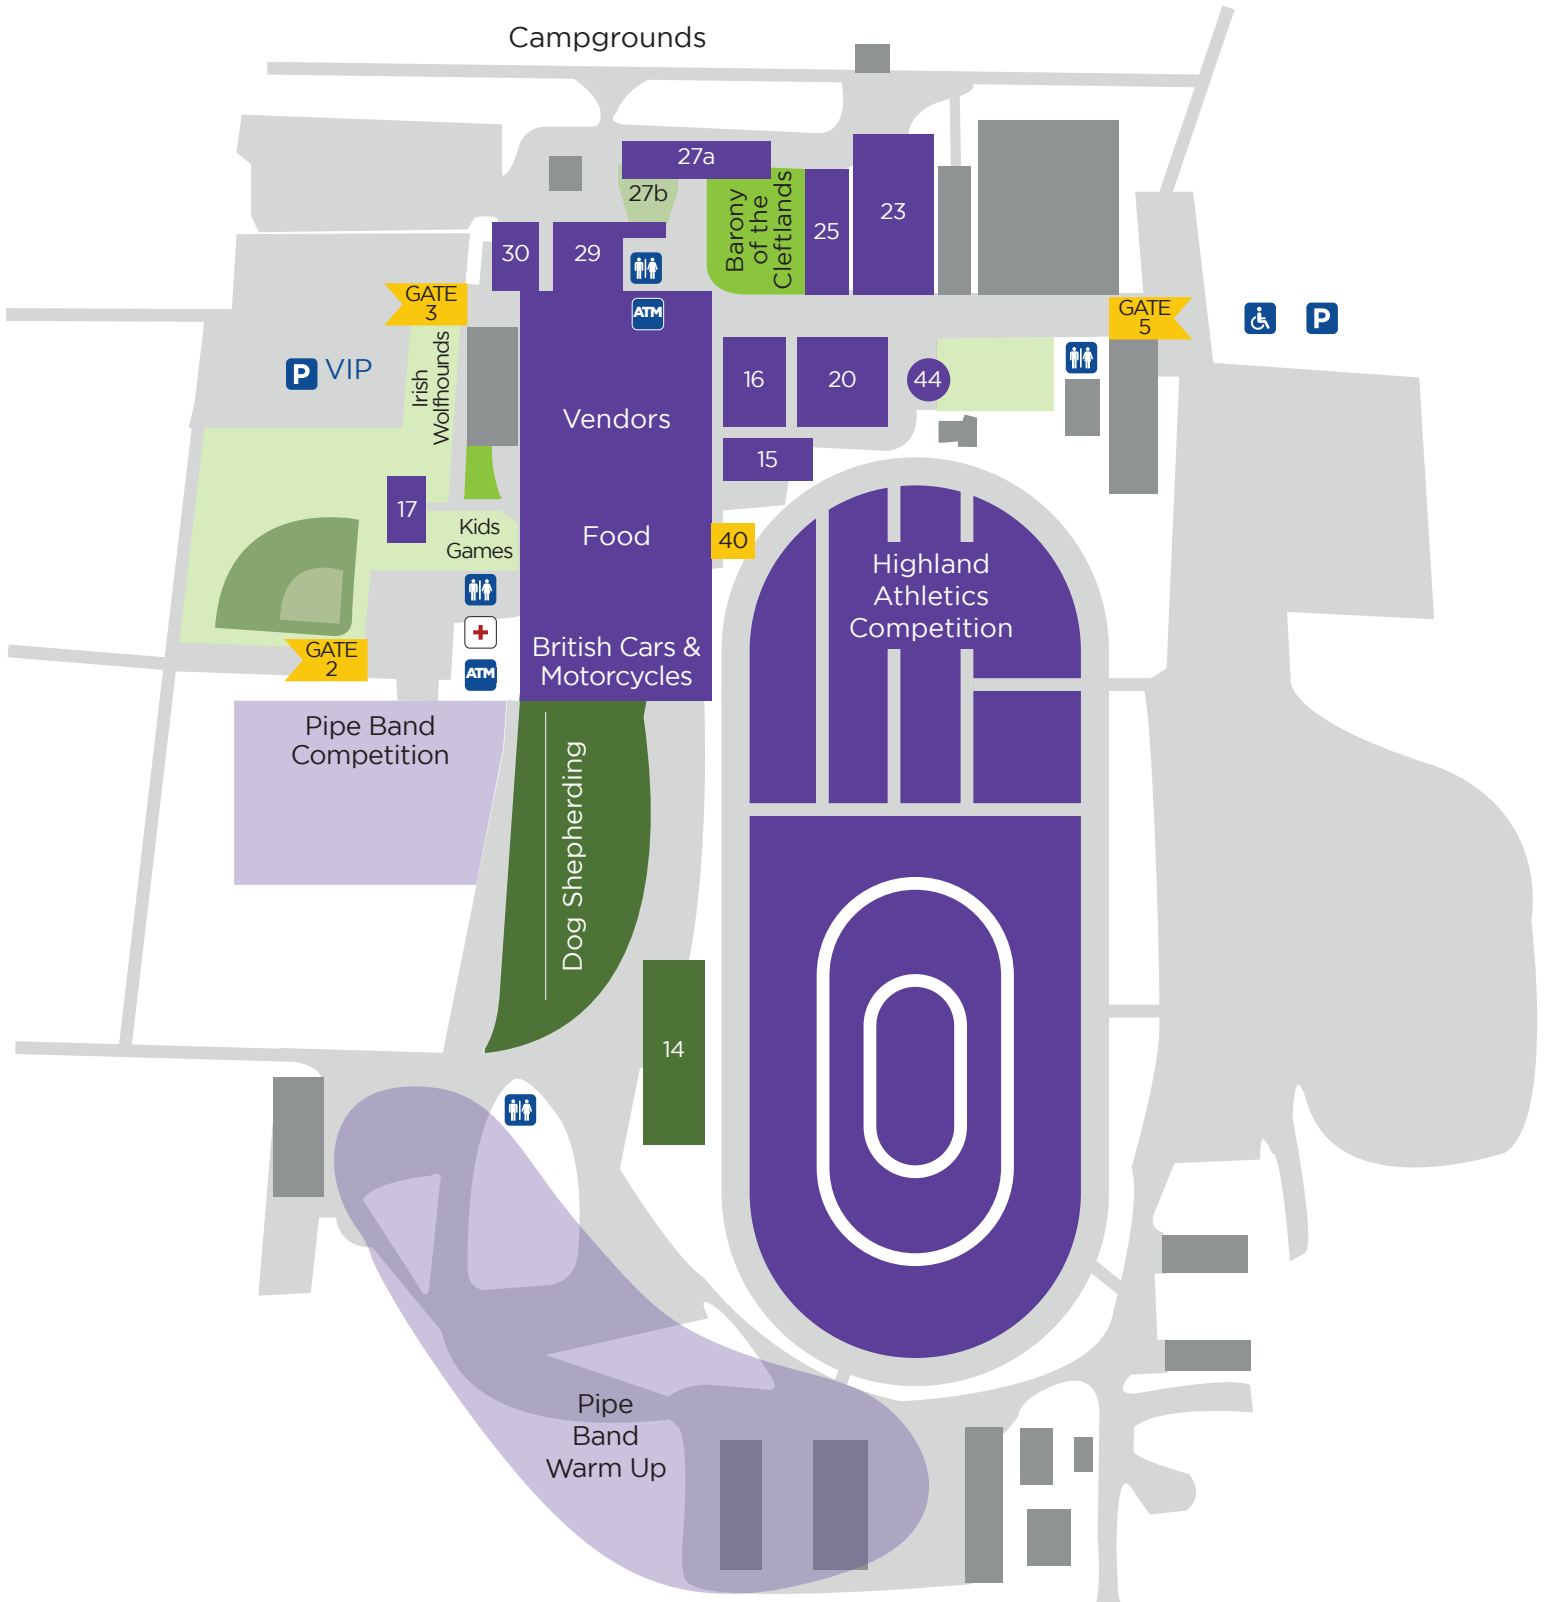 Campgrounds
27a
27b
Barony
of the
Cleftlands
25
23
30
29
GATE
3
ATM
GATE
5
P
P VIP
Irish
Wolfhounds
16
20
44
Vendors
15
17
Kids
Games
Food
40
Highland
Athletics
Competition
GATE
2
ATM
British Cars &
Motorcycles
Pipe Band
Competition
Dog Shepherding
14
Pipe
Band
Warm Up